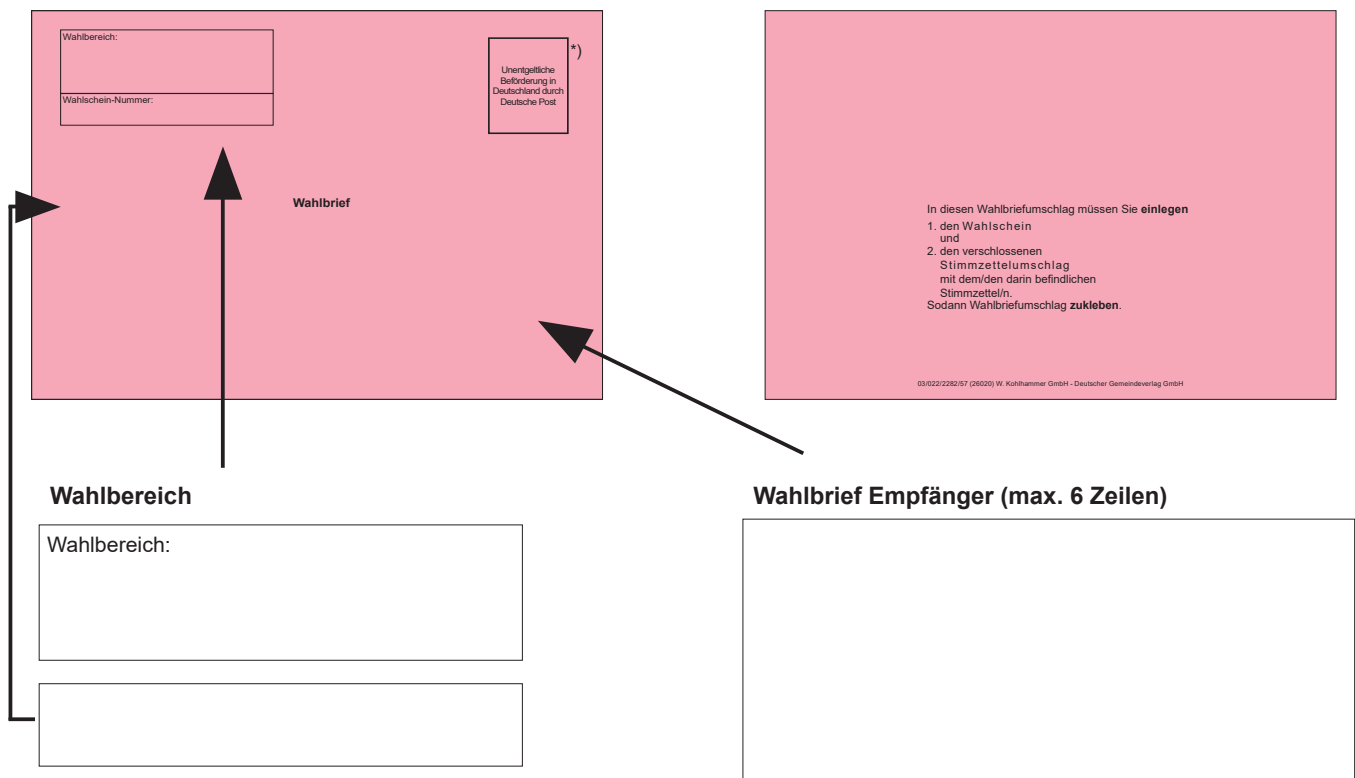 Wahlbereich:
Wahlschein-Nummer:
*)
Unentgeltliche
Beförderung in
Deutschland durch
Deutsche Post
Wahlbrief
In diesen Wahlbriefumschlag müssen Sie einlegen
1. den Wahlschein
und
2. den verschlossenen
Stimmzettelumschlag
mit dem/den darin befindlichen
Stimmzettel/n.
Sodann Wahlbriefumschlag zukleben.
03/022/2282/57 (26020) W. Kohlhammer GmbH - Deutscher Gemeindeverlag GmbH
Wahlbereich
Wahlbereich:
Wahlbrief Empfänger (max. 6 Zeilen)